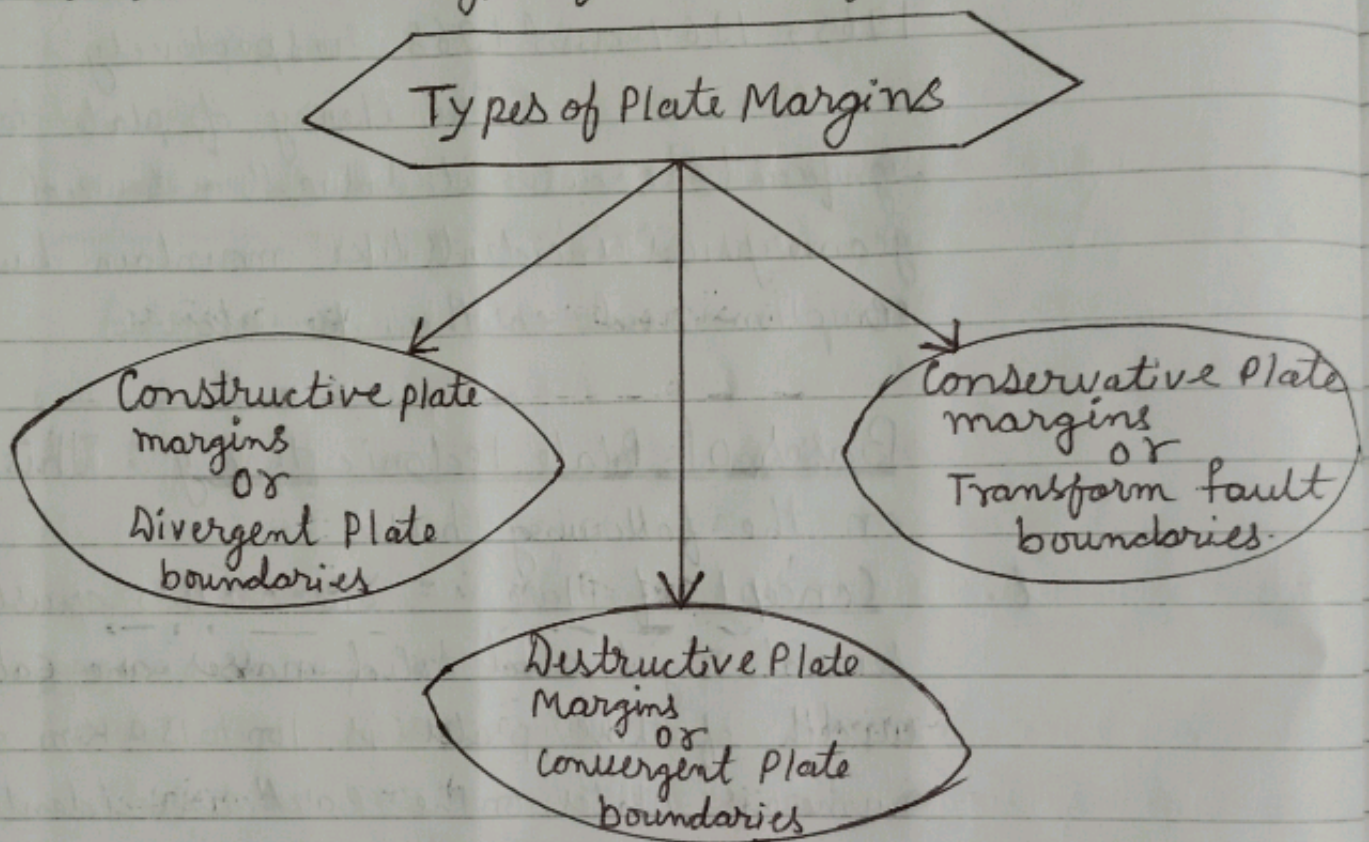 Types of Plate Margins
Constructive plate
margins
or
Divergent Plate
boundaries
Conservative Plate
margins
or
Transform fault
boundaries.
Destructive Plate
Margins
or
Convergent Plate
boundaries